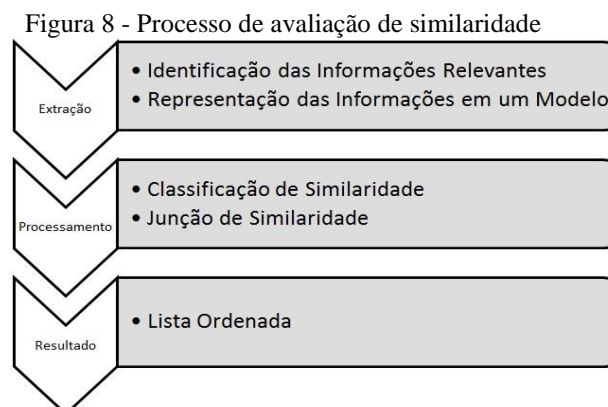 Figura 8 - Processo de avaliação de similaridade
Extração
• Identificação das Informações Relevantes
• Representação das Informações em um Modelo
Processamento
• Classificação de Similaridade
• Junção de Similaridade
Resultado
• Lista Ordenada